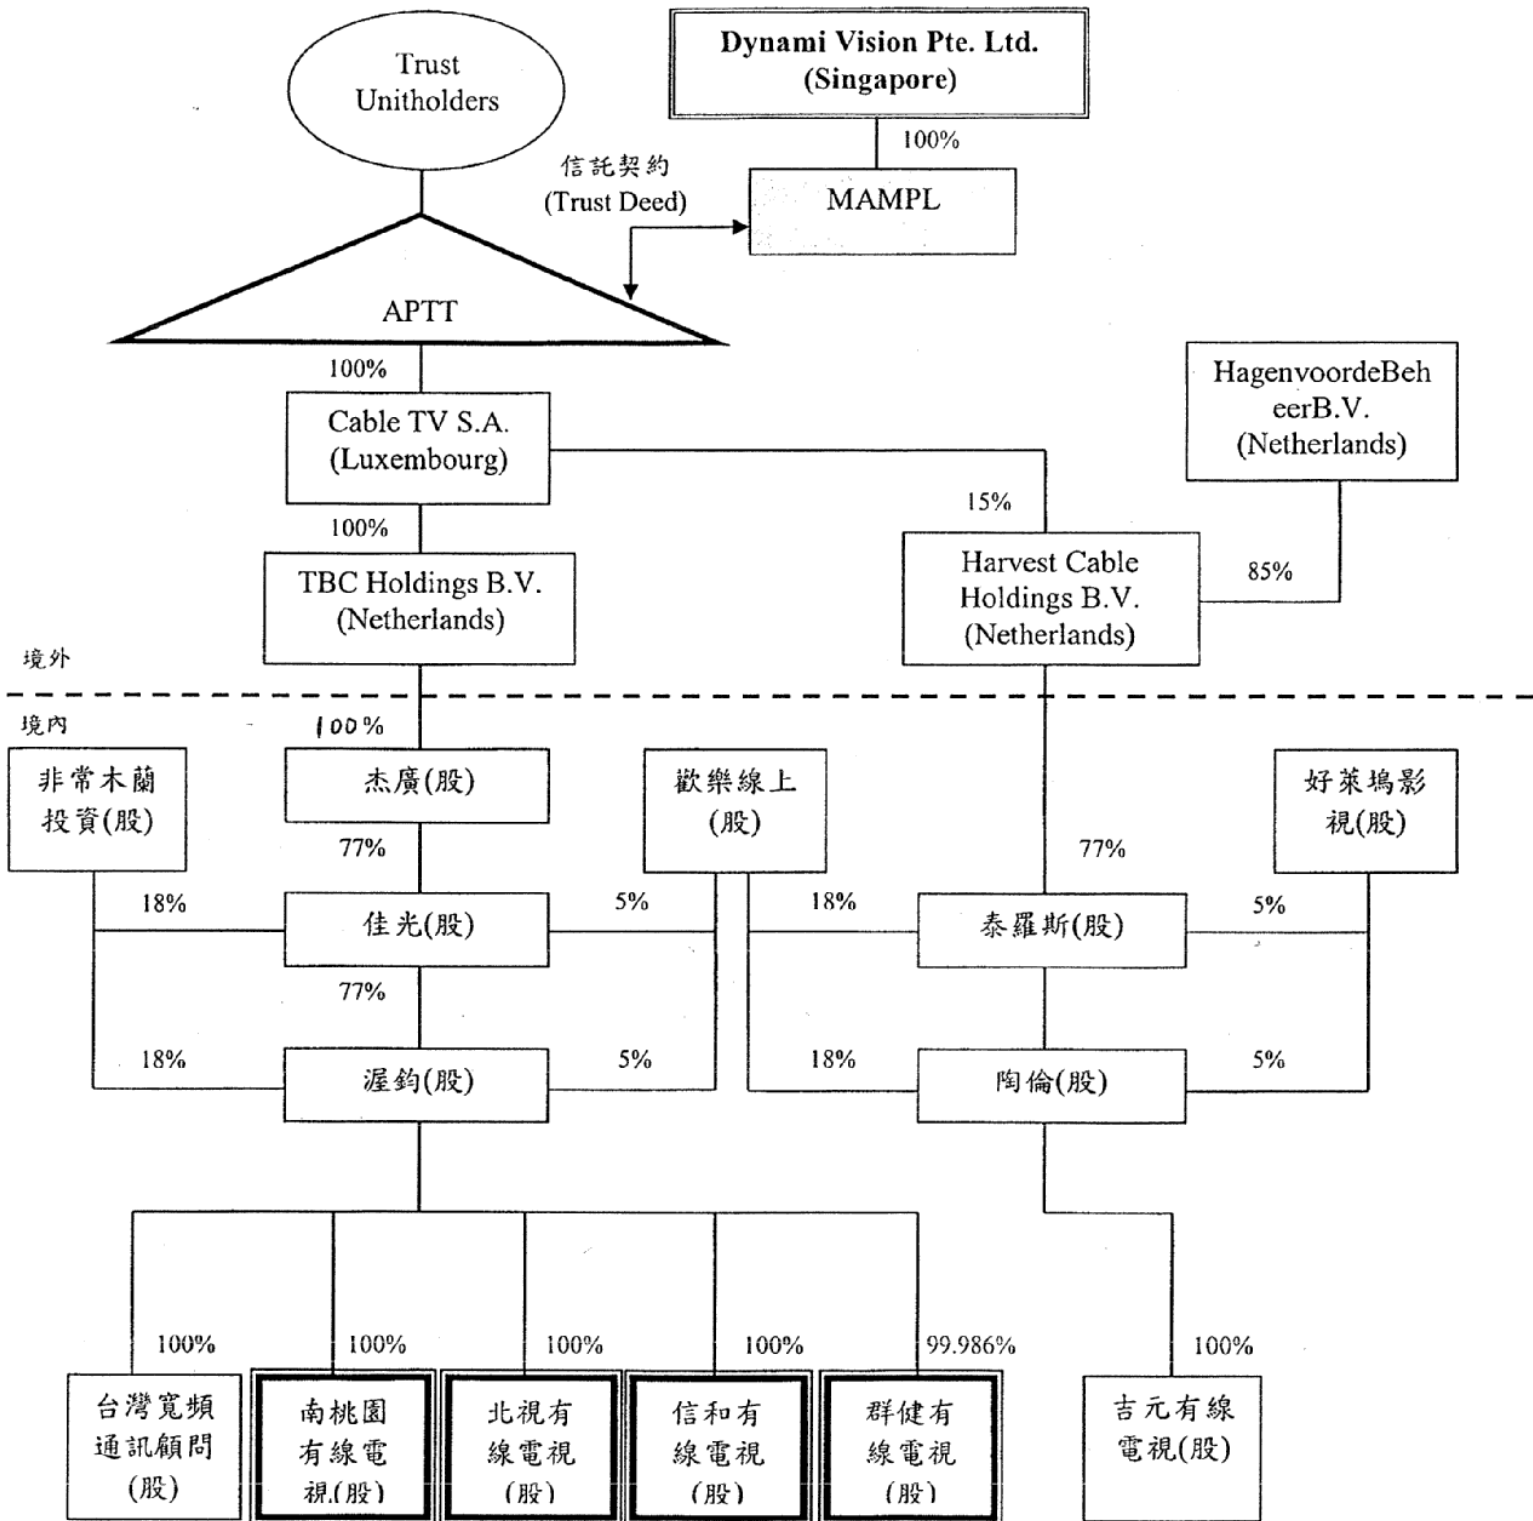 Trust
Unitholders
Dynami Vision Pte. Ltd.
(Singapore)
100%
信託契約
(Trust Deed)
MAMPL
APTT
100%
Cable TV S.A.
(Luxembourg)
HagenvoordeBeh
eerB.V.
(Netherlands)
100%
15%
TBC Holdings B.V.
(Netherlands)
Harvest Cable
Holdings B.V.
(Netherlands)
85%
境外
境內
100%
非常木蘭
投資(股)
杰廣(股)
歡樂線上
(股)
好萊塢影
視(股)
77%
77%
18%
佳光(股)
5%
18%
泰羅斯(股)
5%
77%
18%
渥鈞(股)
5%
18%
陶倫(股)
5%
100%
100%
100%
100%
99.986%
100%
台灣寬頻
通訊顧問
(股)
南桃園
有線電
視(股)
北視有
線電視
(股)
信和有
線電視
(股)
群健有
線電視
(股)
吉元有線
電視(股)